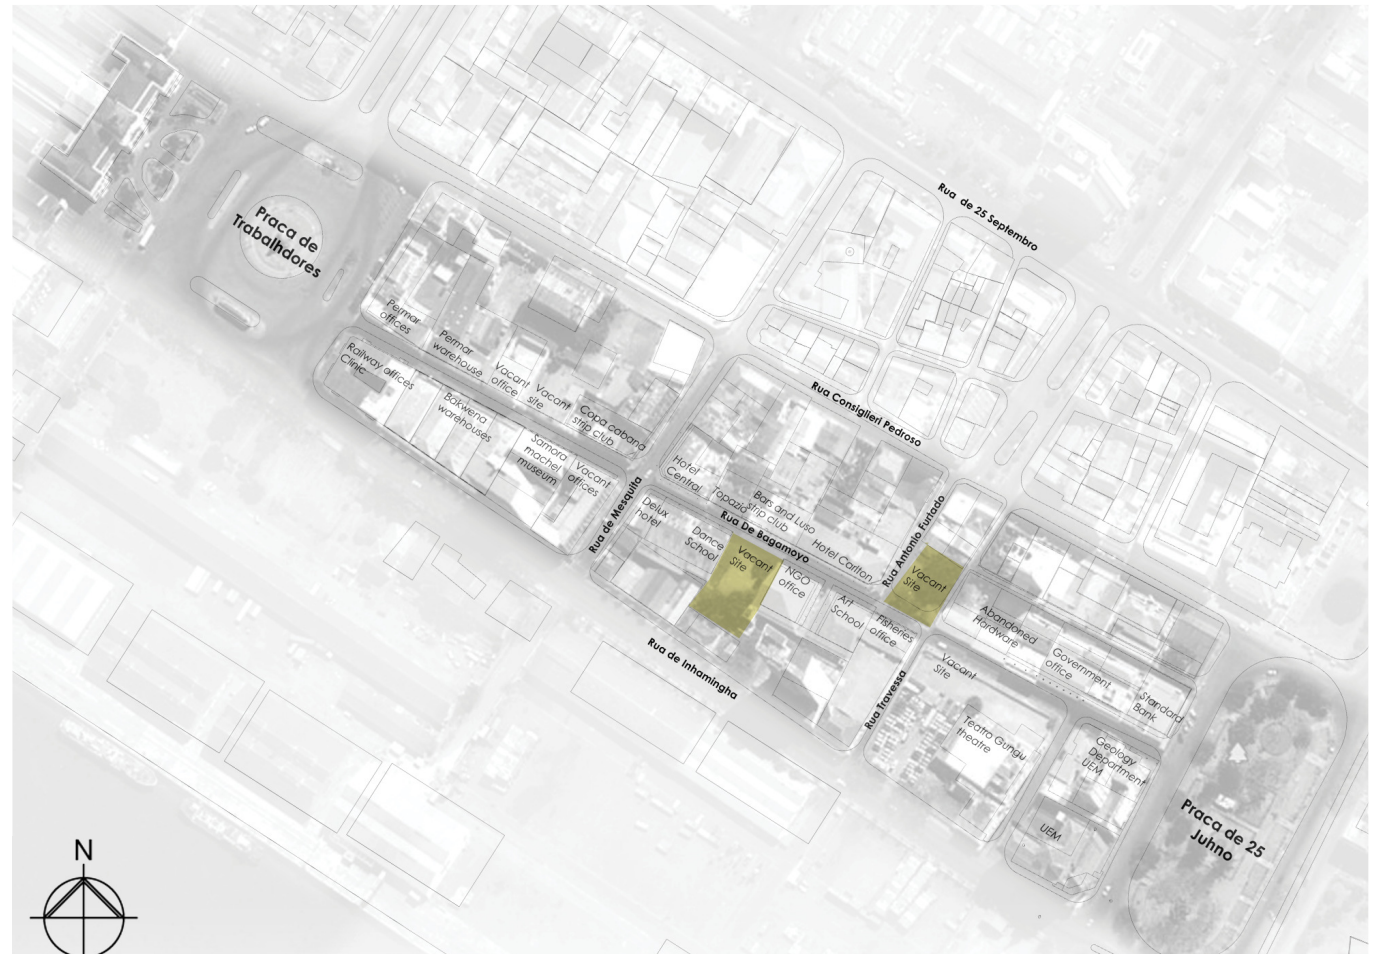 Rua de 25 Septembro
Praca de
Trabalhdores
Permar
offices
Permar
warehouse
Vacant
office
Vacant
site
Copa cabana
strip club
Railway offices
Clinic
Bakwena
warehouses
Samora
machel
museum
Vacant
offices
Rua Consiglieri Pedroso
Hotel
Central
Topazio
Bars and Luso
strip club
Hotel Carlton
Rua De Bagamoyo
Rua de Mesquita
Delux
hotel
Dance
School
Vacant
Site
NGO
office
Art
School
Fisheries
office
Rua Antonio Furtado
Vacant
Site
Abandoned
Hardware
Government
office
Standard
Bank
Rua de Inhamingha
Rua Travessa
Vacant
Site
Teatro Gungu
theatre
Geology
Department
UEM
UEM
Praca de 25
Juhno
N